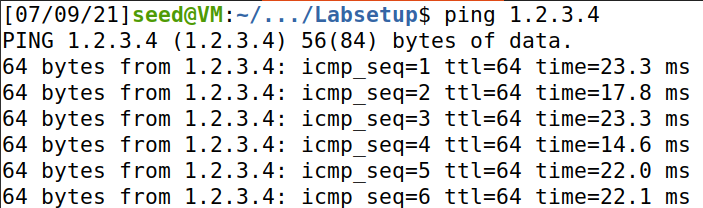 [07/09/21]seed@VM:~/.../Labsetup$ ping 1.2.3.4
PING 1.2.3.4 (1.2.3.4) 56(84) bytes of data.
64 bytes from 1.2.3.4: icmp_seq=1 ttl=64 time=23.3 ms
64 bytes from 1.2.3.4: icmp_seq=2 ttl=64 time=17.8 ms
64 bytes from 1.2.3.4: icmp_seq=3 ttl=64 time=23.3 ms
64 bytes from 1.2.3.4: icmp_seq=4 ttl=64 time=14.6 ms
64 bytes from 1.2.3.4: icmp_seq=5 ttl=64 time=22.0 ms
64 bytes from 1.2.3.4: icmp_seq=6 ttl=64 time=22.1 ms